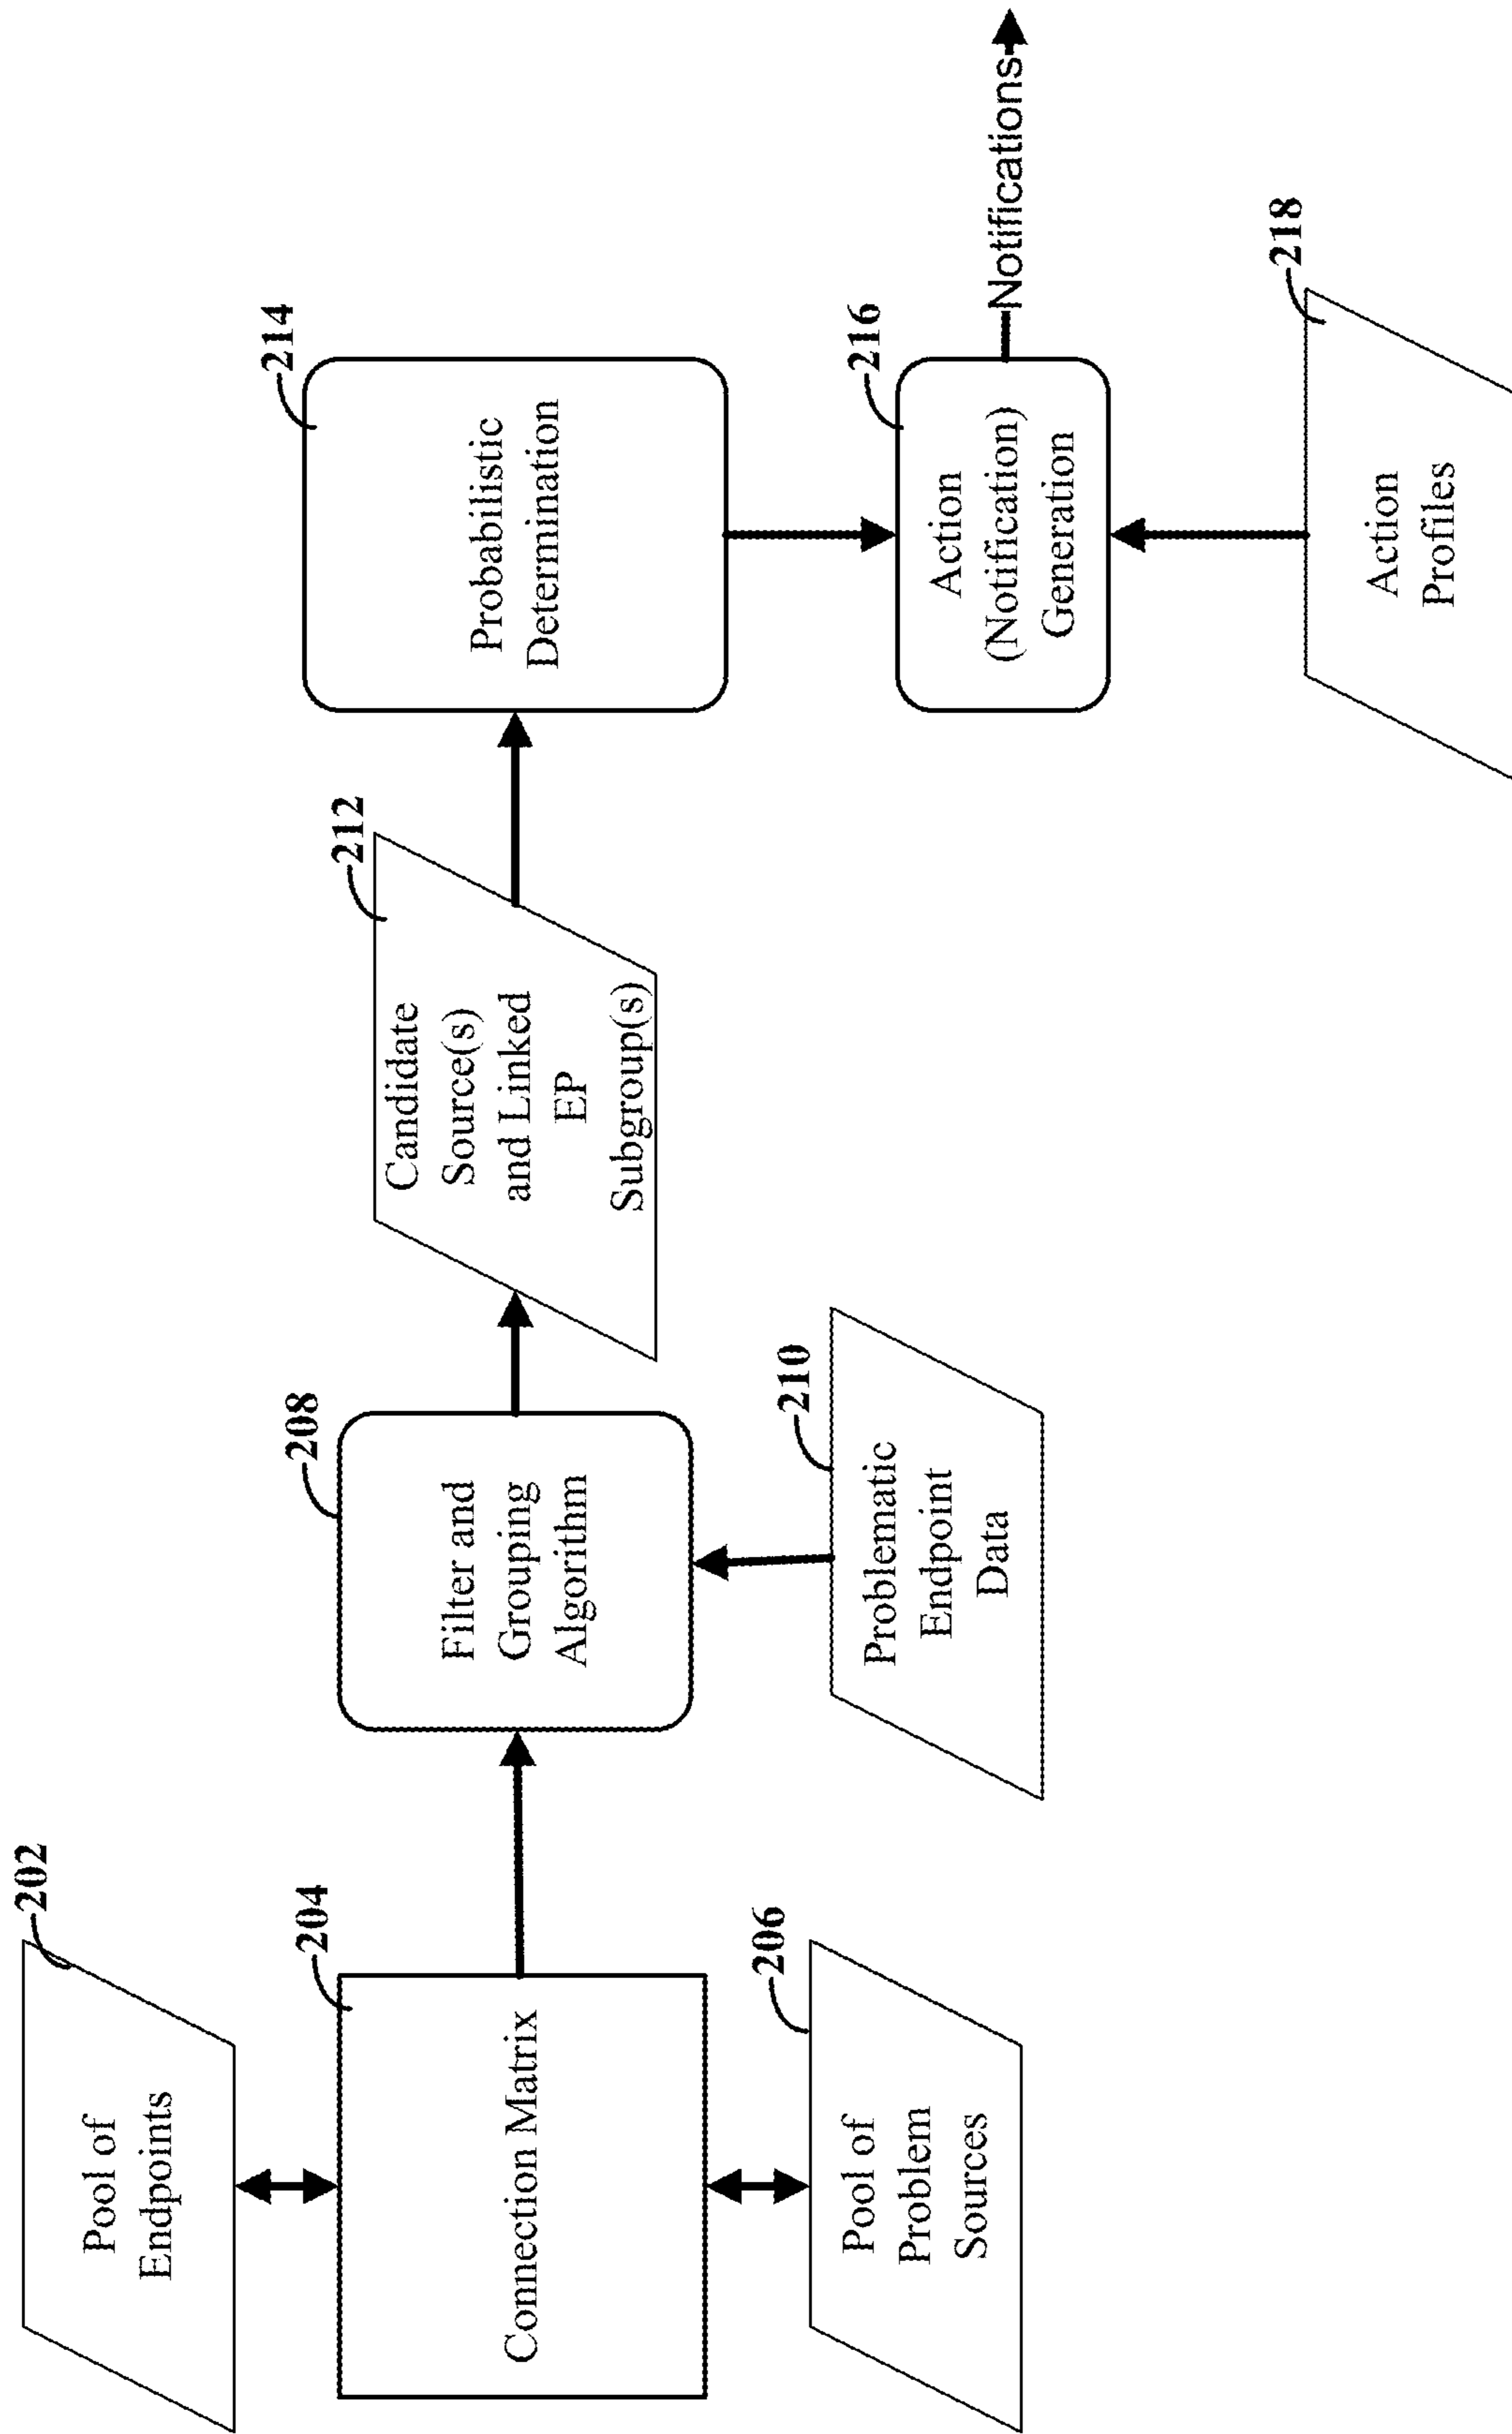 202
Pool of
Endpoints
204
Connection Matrix
206
Pool of
Problem
Sources
208
Filter and
Grouping
Algorithm
210
Problematic
Endpoint
Data
212
Candidate
Source(s)
and Linked
EP
Subgroup(s)
214
Probabilistic
Determination
216
Action
(Notification)
Generation
Notifications
218
Action
Profiles